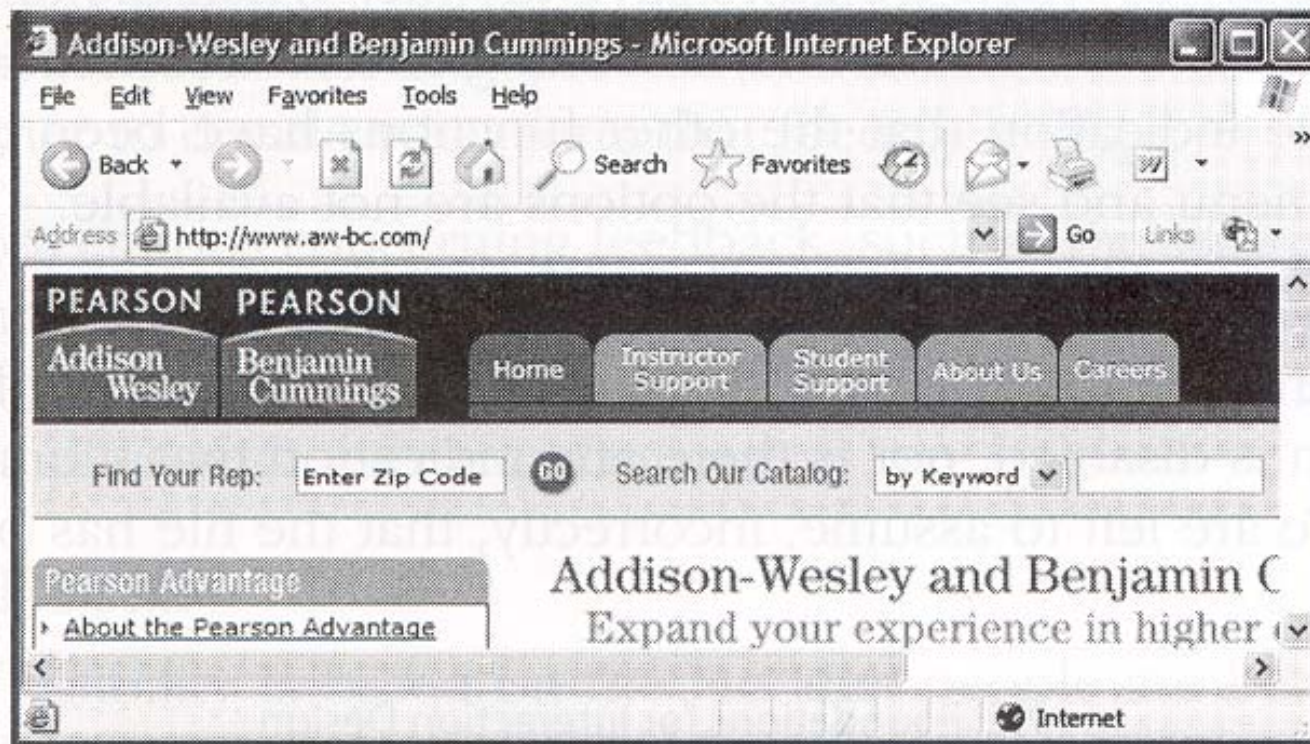 Addison-Wesley and Benjamin Cummings - Microsoft Internet Explorer
File Edit View Favorites Tools Help
Back Search Favorites »
Address http://www.aw-bc.com/ Go Links
PEARSON PEARSON
Addison Wesley Benjamin Cummings Home Instructor Support Student Support About Us Careers
Find Your Rep: Enter Zip Code GO Search Our Catalog: by Keyword
Pearson Advantage
About the Pearson Advantage
Addison-Wesley and Benjamin C
Expand your experience in higher
Internet